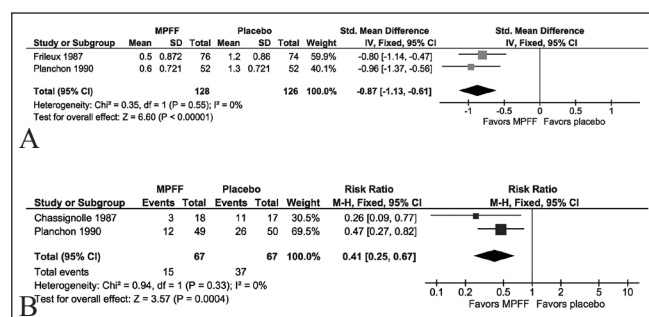 MPFF Placebo Std. Mean Difference Std. Mean Difference
Study or Subgroup Mean SD Total Mean SD Total Weight IV, Fixed, 95% CI IV, Fixed, 95% CI
Frileux 1987 0.5 0.872 76 1.2 0.86 74 59.9% -0.80 [-1.14, -0.47]
Planchon 1990 0.6 0.721 52 1.3 0.721 52 40.1% -0.96 [-1.37, -0.56]
Total (95% CI) 128 126 100.0% -0.87 [-1.13, -0.61]
Heterogeneity: Chi² = 0.35, df = 1 (P = 0.55); I² = 0%
Test for overall effect: Z = 6.60 (P < 0.00001)
-1 -0.5 0 0.5 1
Favors MPFF Favors placebo
A
MPFF Placebo Risk Ratio Risk Ratio
Study or Subgroup Events Total Events Total Weight M-H, Fixed, 95% CI M-H, Fixed, 95% CI
Chassignolle 1987 3 18 11 17 30.5% 0.26 [0.09, 0.77]
Planchon 1990 12 49 26 50 69.5% 0.47 [0.27, 0.82]
Total (95% CI) 67 67 100.0% 0.41 [0.25, 0.67]
Total events 15 37
Heterogeneity: Chi² = 0.94, df = 1 (P = 0.33); I² = 0%
Test for overall effect: Z = 3.57 (P = 0.0004)
0.1 0.2 0.5 1 2 5 10
Favors MPFF Favors placebo
B